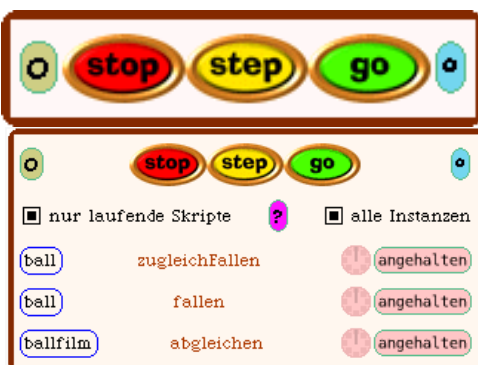 stop step go
stop step go
nur laufende Skripte ? alle Instanzen
ball zugleichFallen angehalten
ball fallen angehalten
ballfilm abgleichen angehalten